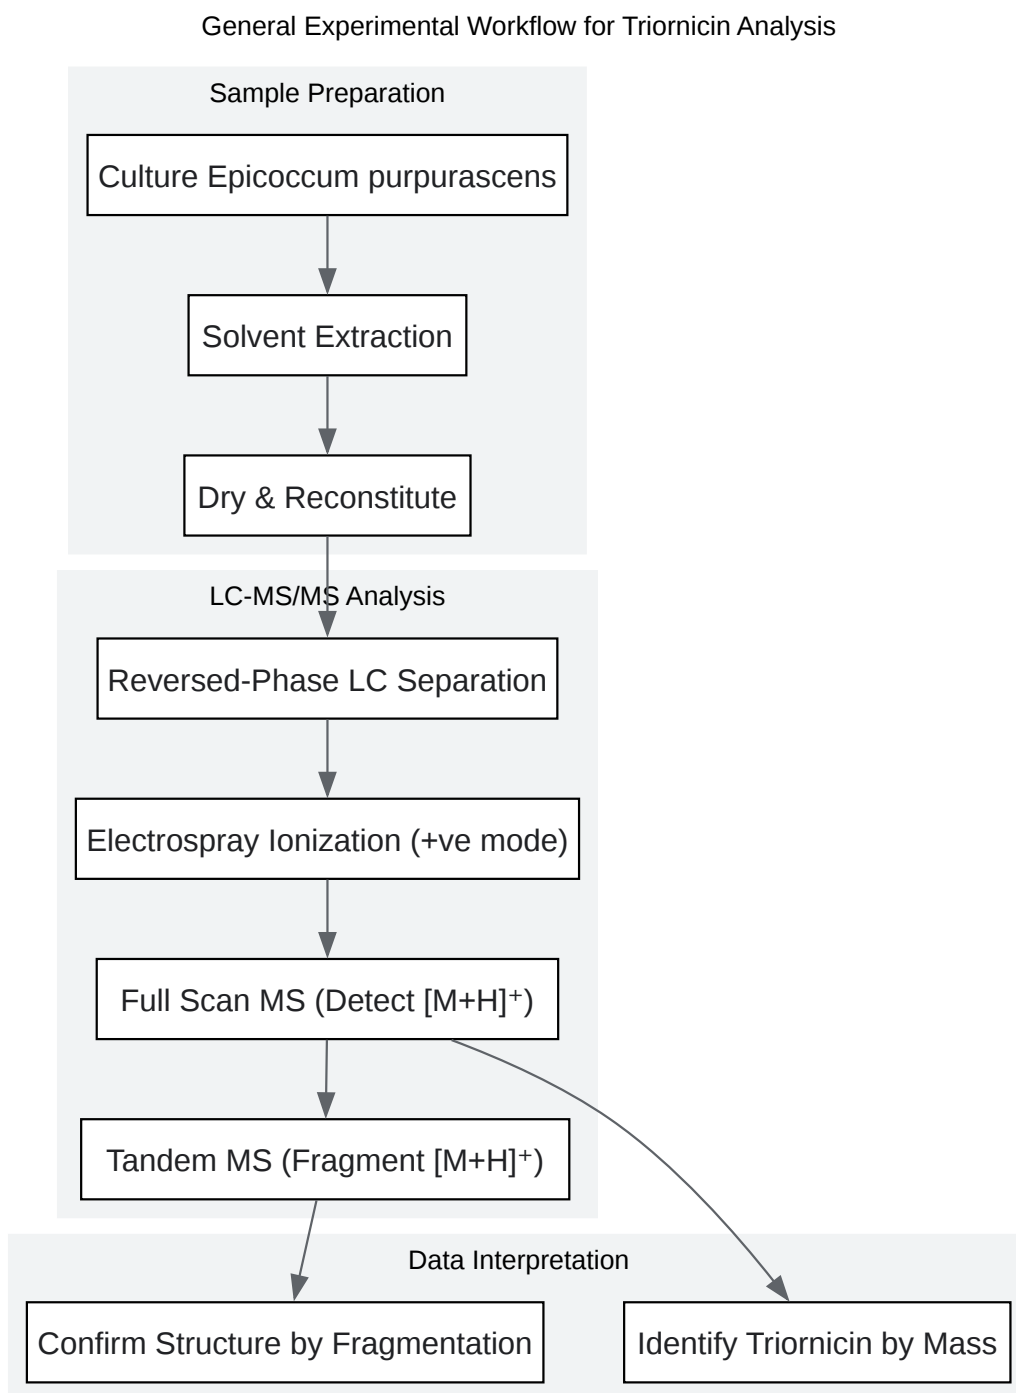 General Experimental Workflow for Triornicin Analysis
Sample Preparation
Culture Epicoccum purpurascens
Solvent Extraction
Dry & Reconstitute
LC-MS/MS Analysis
Reversed-Phase LC Separation
Electrospray Ionization (+ve mode)
Full Scan MS (Detect [M+H]⁺)
Tandem MS (Fragment [M+H]⁺)
Data Interpretation
Confirm Structure by Fragmentation
Identify Triornicin by Mass